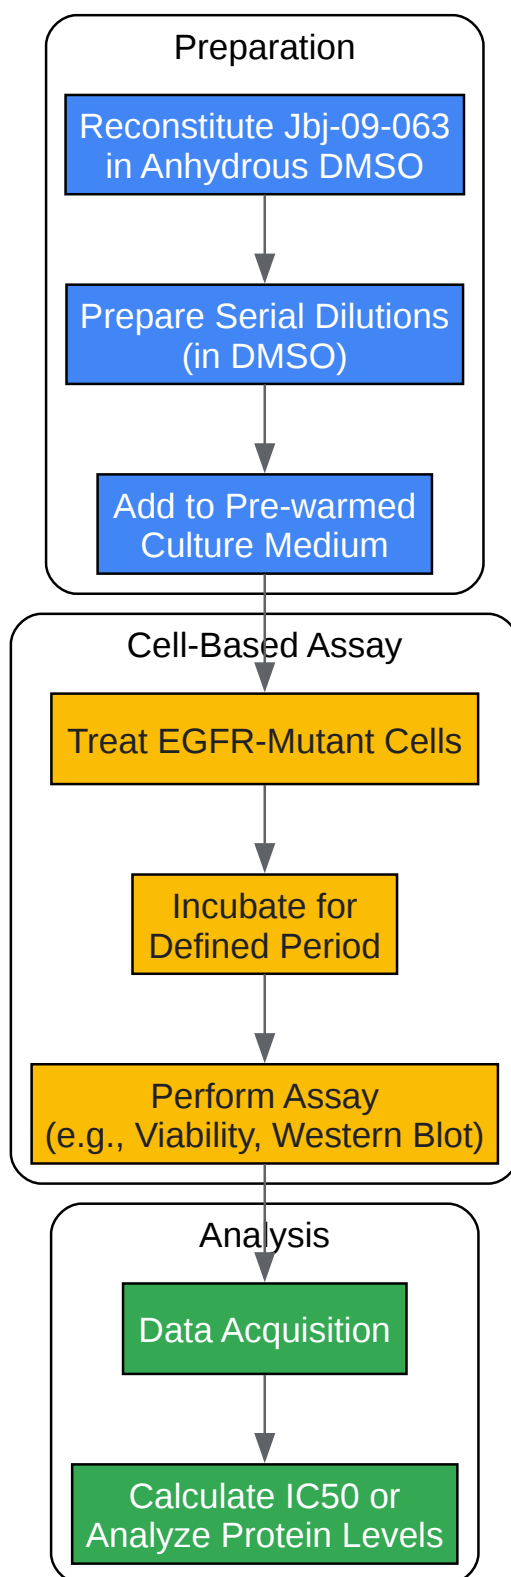 Preparation
Reconstitute Jbj-09-063
in Anhydrous DMSO
Prepare Serial Dilutions
(in DMSO)
Add to Pre-warmed
Culture Medium
Cell-Based Assay
Treat EGFR-Mutant Cells
Incubate for
Defined Period
Perform Assay
(e.g., Viability, Western Blot)
Analysis
Data Acquisition
Calculate IC50 or
Analyze Protein Levels